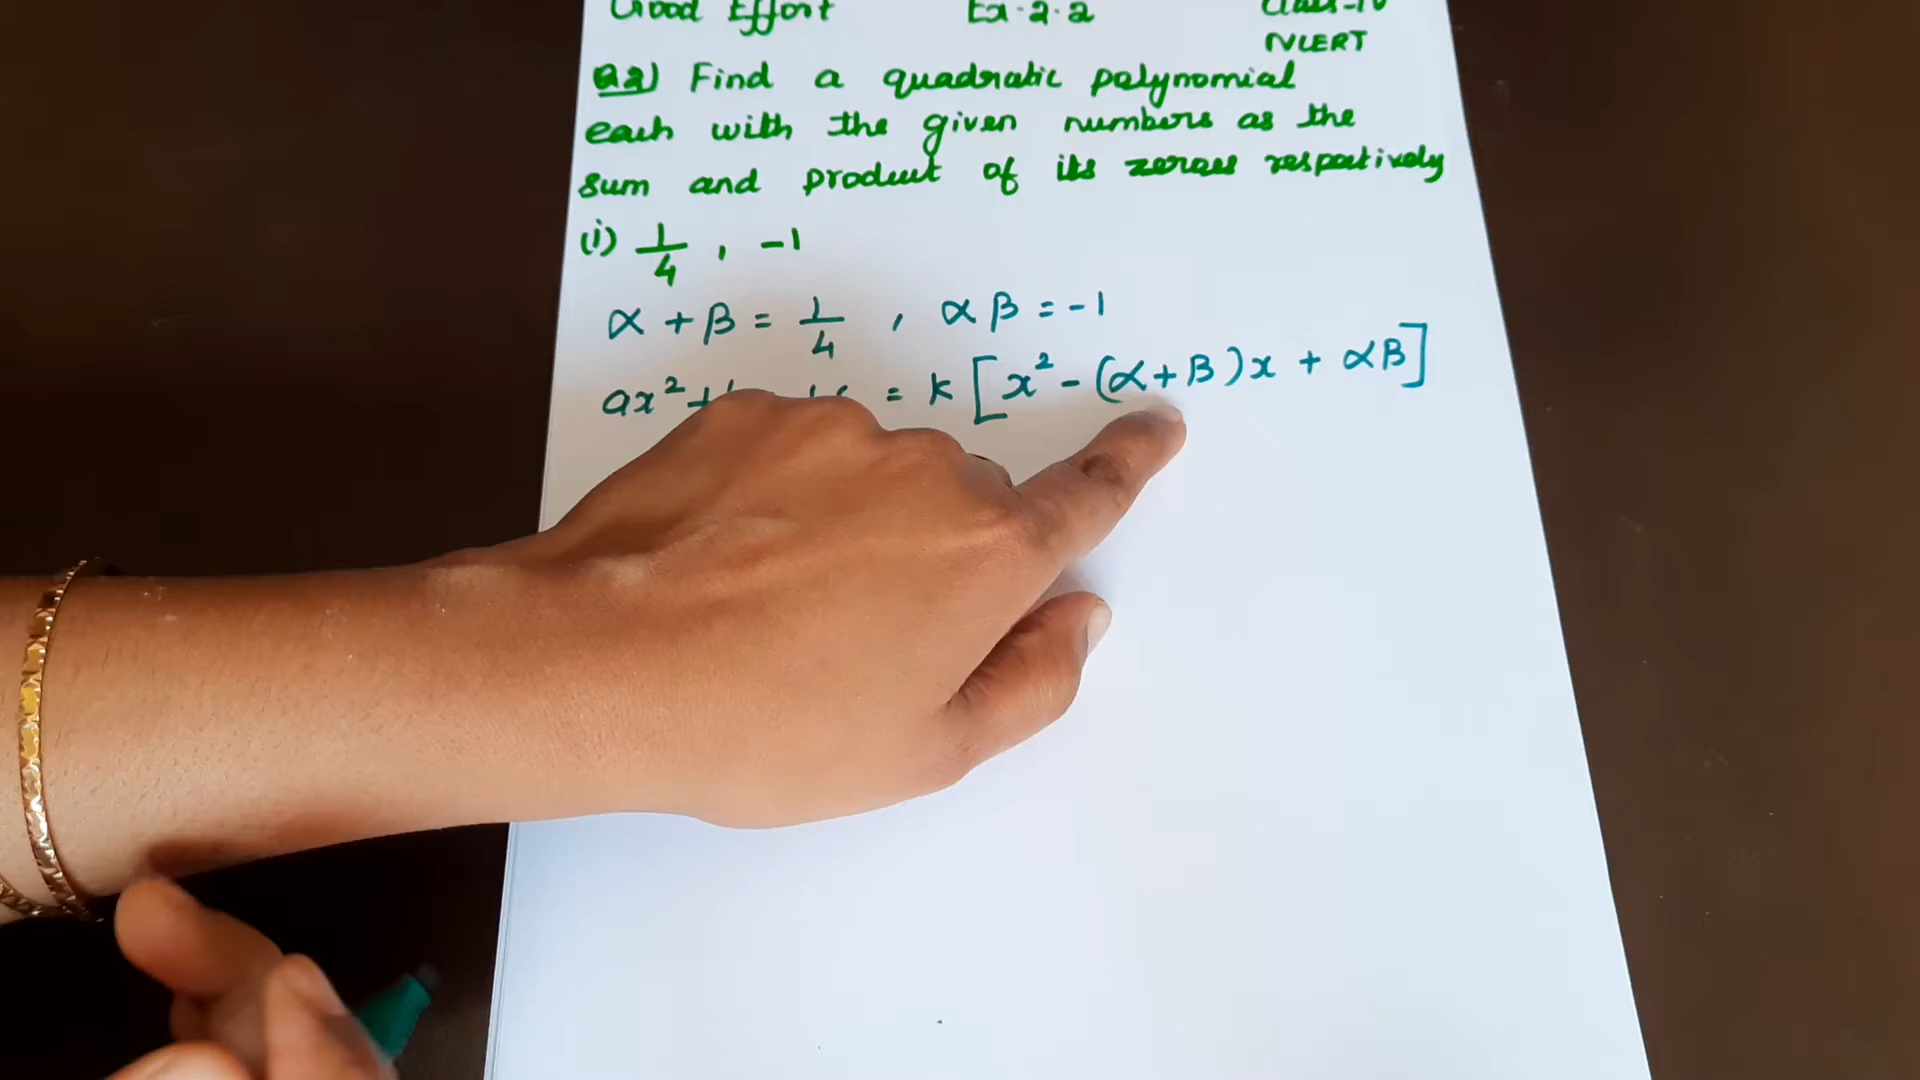 Good Effort Ex.2.2
NCERT
Q2) Find a quadratic polynomial
each with the given numbers as the
sum and product of its zeroes respectively
(i) 1/4 , -1
α + β = 1/4 , αβ = -1
ax² + = k [x² - (α + β)x + αβ]